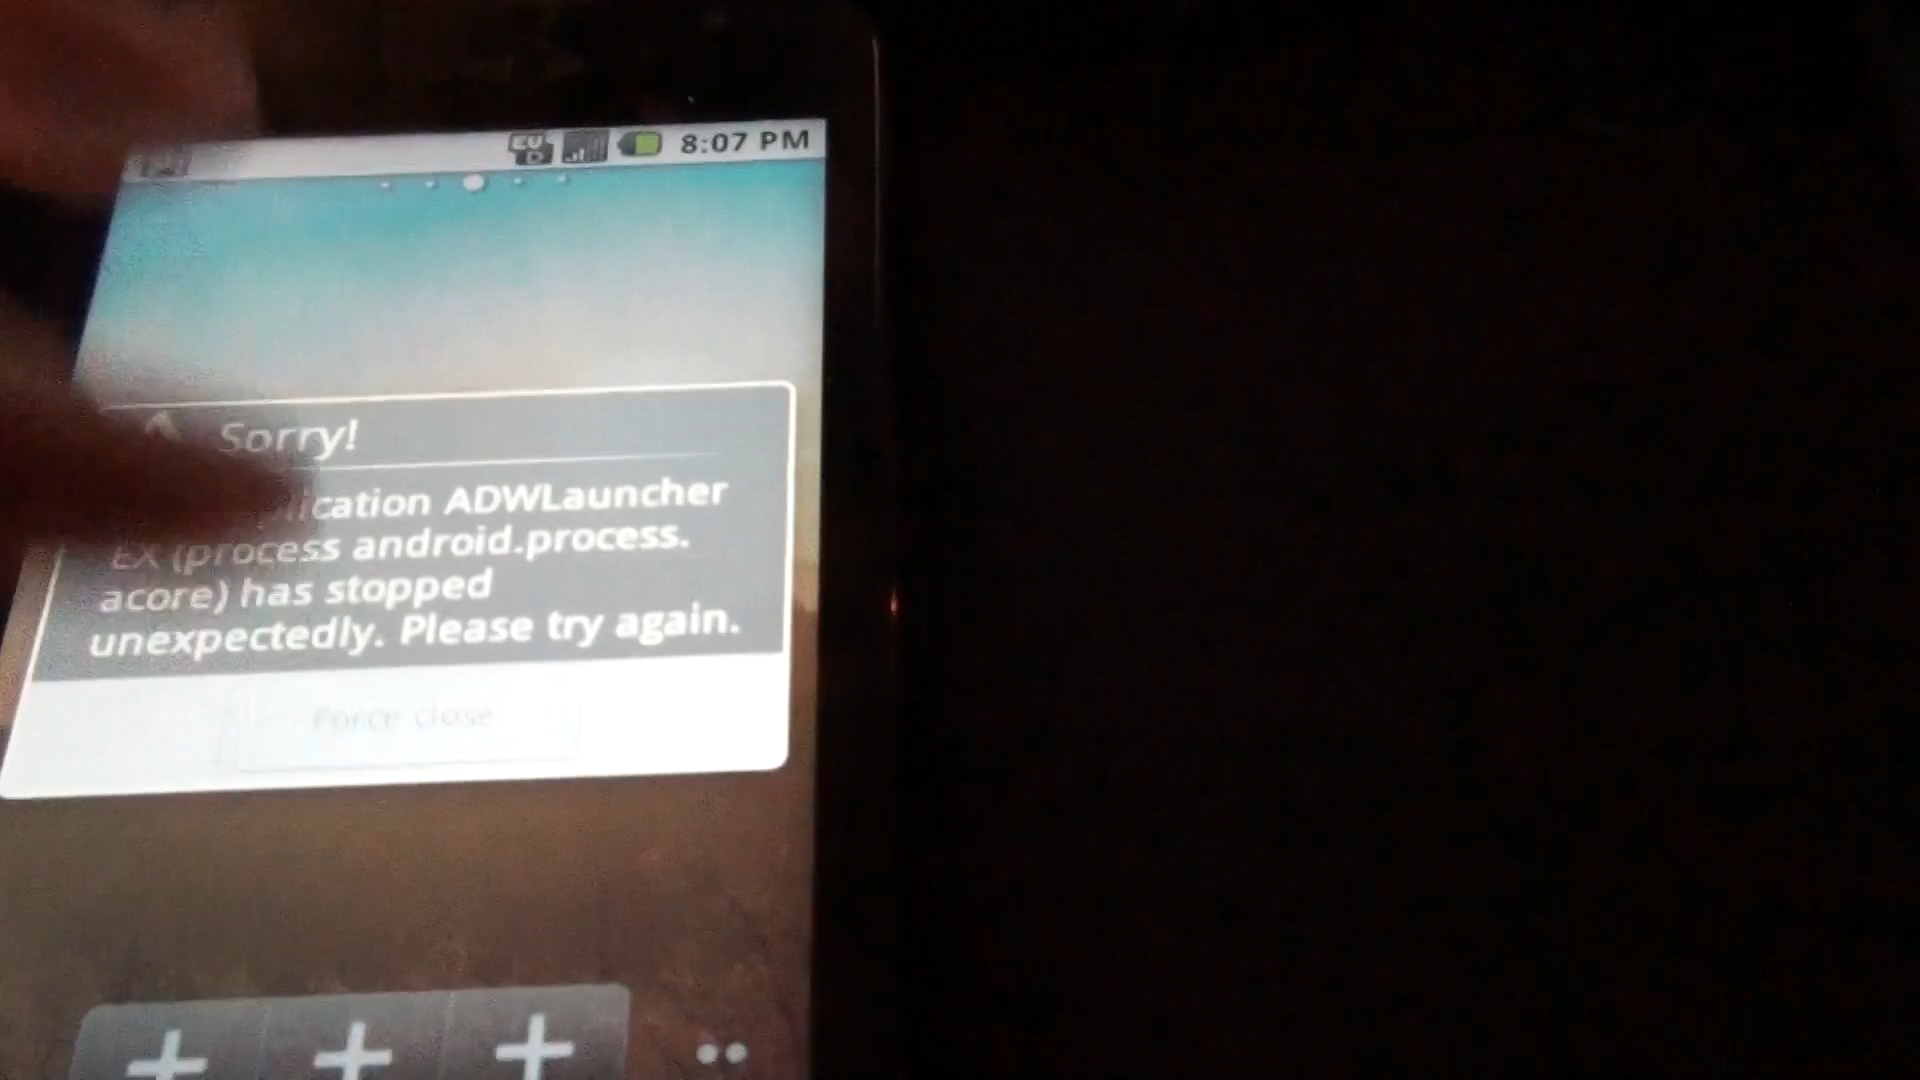 8:07 PM
Sorry!
ication ADWLauncher
EX (process android.process.
acore) has stopped
unexpectedly. Please try again.
Force close